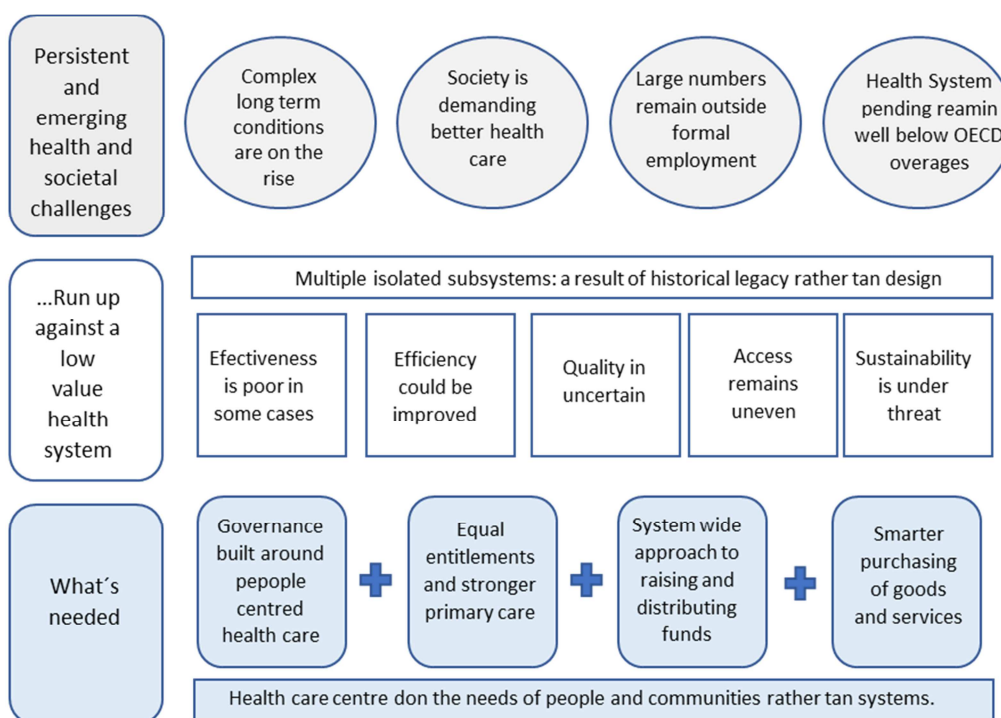 Persistent
and
emerging
health and
societal
challenges
Complex
long term
conditions
are on the
rise
Society is
demanding
better health
care
Large numbers
remain outside
formal
employment
Health System
pending reamin
well below OECD
overages
...Run up
against a
low
value
health
system
Multiple isolated subsystems: a result of historical legacy rather tan design
Efectiveness
is poor in
some cases
Efficiency
could be
improved
Quality in
uncertain
Access
remains
uneven
Sustainability
is under
threat
What´s
needed
Governance
built around
pepople
centred
health care
Equal
entitlements
and stronger
primary care
System wide
approach to
raising and
distributing
funds
Smarter
purchasing
of goods
and services
Health care centre don the needs of people and communities rather tan systems.